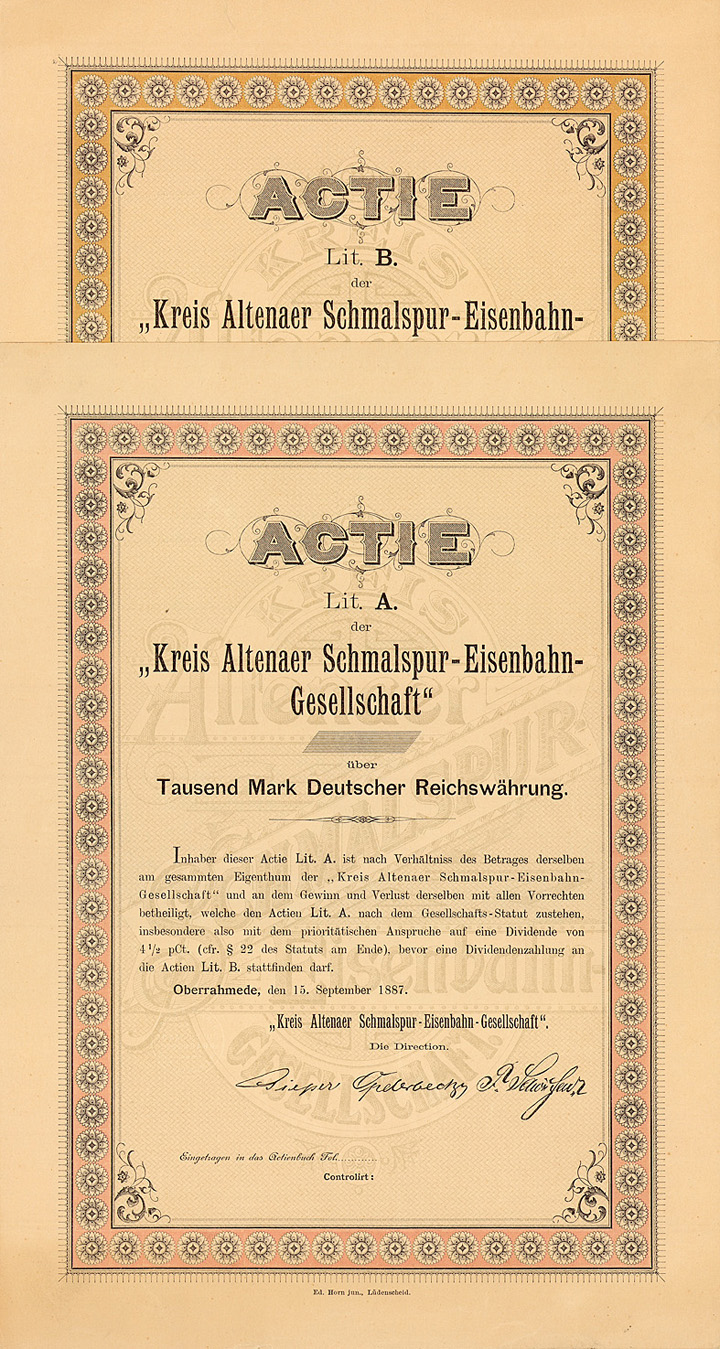 ACTIE
Lit. B.
der
„Kreis Altenaer Schmalspur-Eisenbahn-
ACTIE
Lit. A.
der
„Kreis Altenaer Schmalspur-Eisenbahn-
Gesellschaft“
über
Tausend Mark Deutscher Reichswährung.
Inhaber dieser Actie Lit. A. ist nach Verhältniss des Betrages derselben
am gesammten Eigenthum der „Kreis Altenaer Schmalspur-Eisenbahn-
Gesellschaft“ und an dem Gewinn und Verlust derselben mit allen Vorrechten
betheiligt, welche den Actien Lit. A. nach dem Gesellschafts-Statut zustehen,
insbesondere also mit dem prioritätischen Anspruche auf eine Dividende von
4 1/2 pCt. (cfr. § 22 des Statuts am Ende), bevor eine Dividendenzahlung an
die Actien Lit. B. stattfinden darf.
Oberrahmede, den 15. September 1887.
„Kreis Altenaer Schmalspur-Eisenbahn-Gesellschaft“.
Die Direction.
Eingetragen in das Actienbuch Fol.............
Controlirt:
Ed. Horn jun., Lüdenscheid.
KREIS
Altenaer
SCHMALSPUR
Eisenbahn-
GESELLSCHAFT.